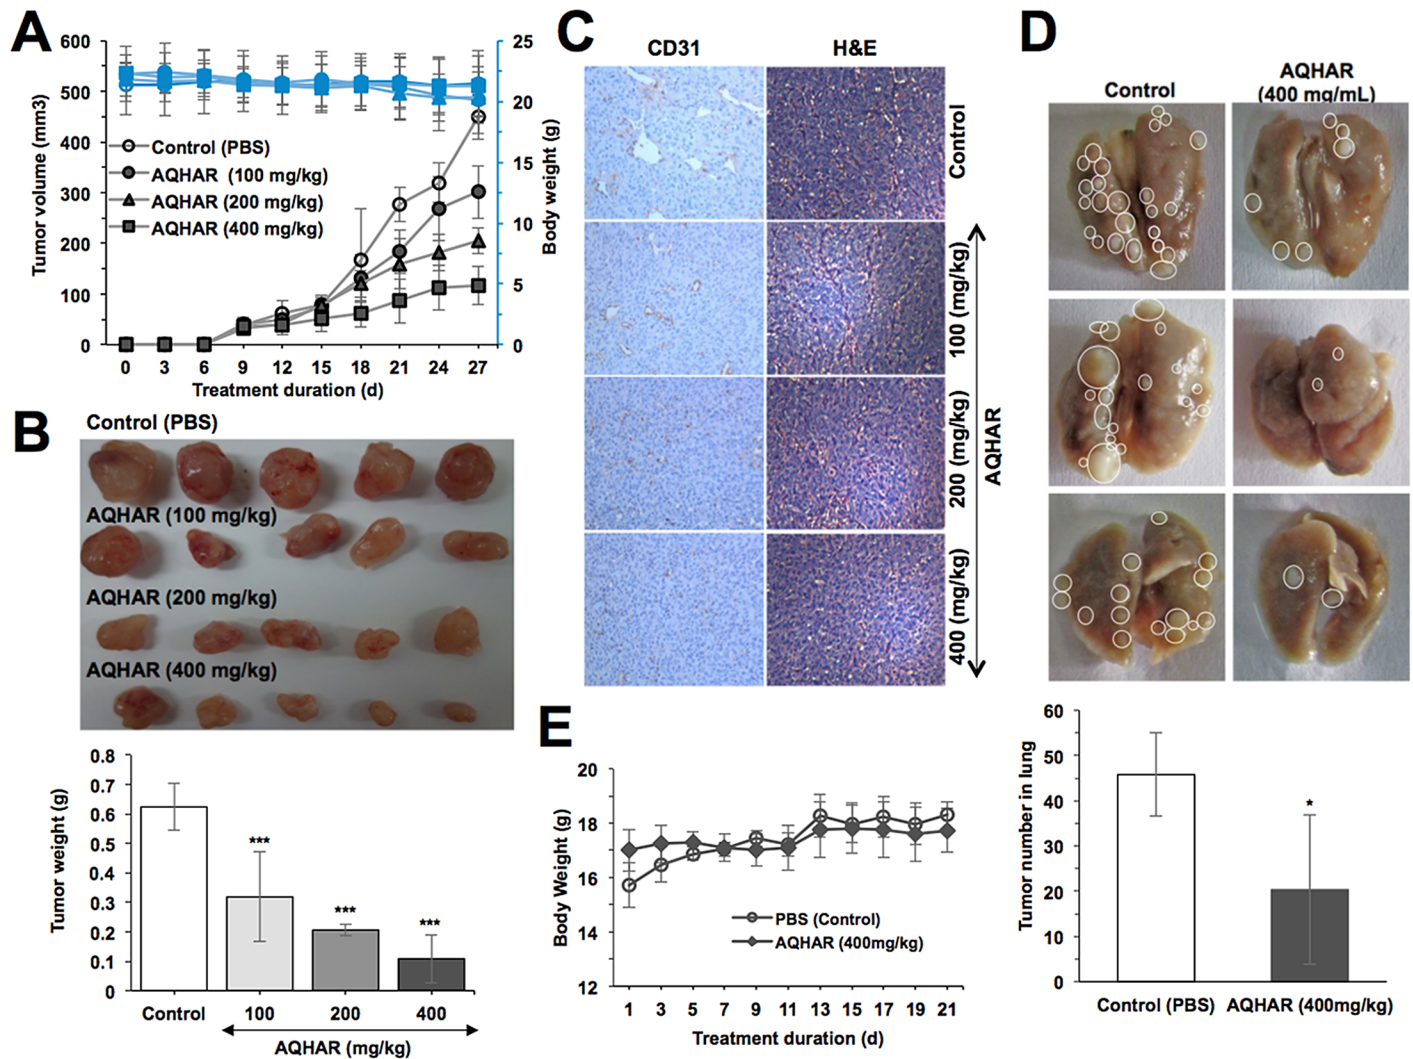 A
600
500
400
300
200
100
0
Tumor volume (mm3)
25
20
15
10
5
0
Body weight (g)
Control (PBS)
AQHAR (100 mg/kg)
AQHAR (200 mg/kg)
AQHAR (400 mg/kg)
0 3 6 9 12 15 18 21 24 27
Treatment duration (d)
B
Control (PBS)
AQHAR (100 mg/kg)
AQHAR (200 mg/kg)
AQHAR (400 mg/kg)
0.8
0.7
0.6
0.5
0.4
0.3
0.2
0.1
0
Tumor weight (g)
***
***
***
Control 100 200 400
AQHAR (mg/kg)
C
CD31 H&E
Control
100 (mg/kg)
200 (mg/kg)
400 (mg/kg)
AQHAR
D
Control
AQHAR
(400 mg/mL)
60
50
40
30
20
10
0
Tumor number in lung
*
Control (PBS) AQHAR (400mg/kg)
E
20
18
16
14
12
Body Weight (g)
PBS (Control)
AQHAR (400mg/kg)
1 3 5 7 9 11 13 15 17 19 21
Treatment duration (d)